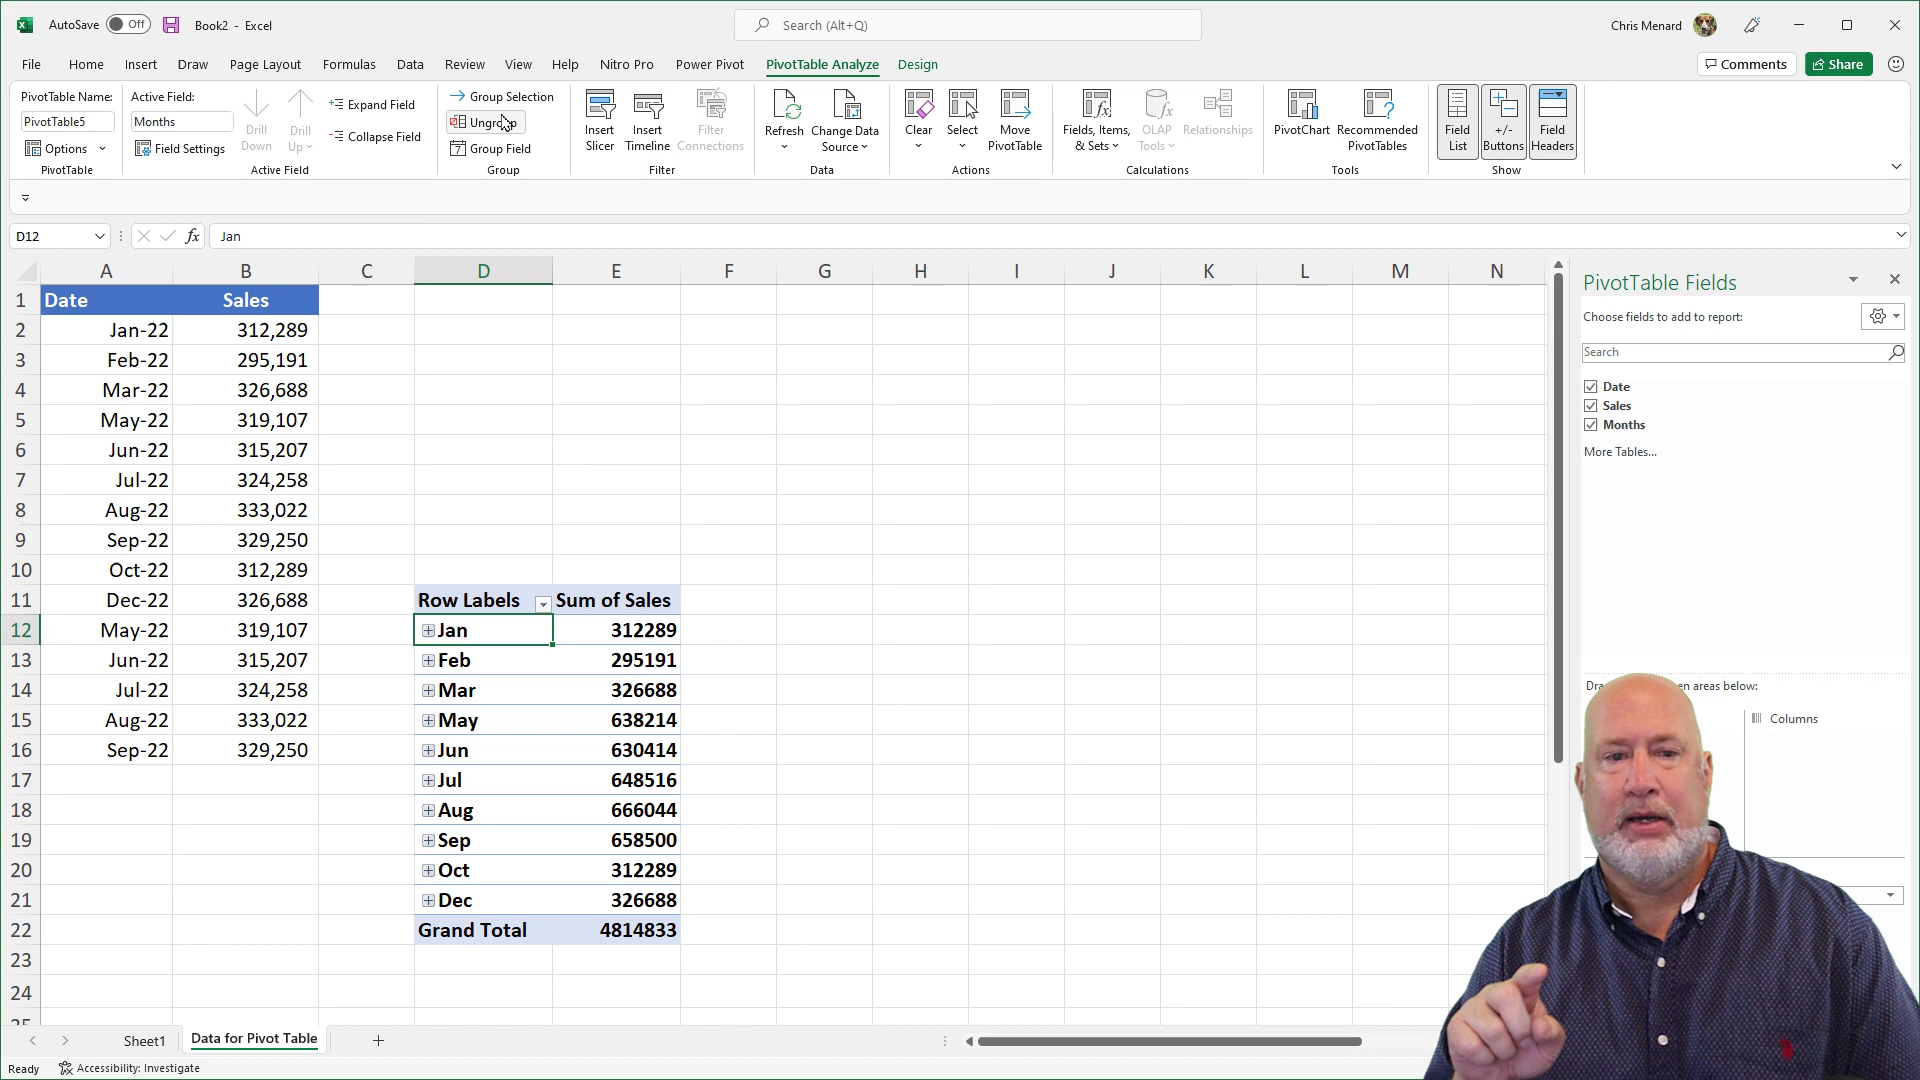 AutoSave Off Book2 - Excel Search (Alt+Q) Chris Menard
File Home Insert Draw Page Layout Formulas Data Review View Help Nitro Pro Power Pivot PivotTable Analyze Design Comments Share
PivotTable Name:
PivotTable5
Options
PivotTable
Active Field:
Months
Field Settings
Drill Down
Drill Up
Expand Field
Collapse Field
Active Field
Group Selection
Ungroup
Group Field
Group
Insert Slicer
Insert Timeline
Filter Connections
Filter
Refresh
Change Data Source
Data
Clear
Select
Move PivotTable
Actions
Fields, Items, & Sets
OLAP Tools
Relationships
Calculations
PivotChart
Recommended PivotTables
Tools
Field List
+/- Buttons
Field Headers
Show
D12 fx Jan
A B C D E F G H I J K L M N
1 Date Sales
2 Jan-22 312,289
3 Feb-22 295,191
4 Mar-22 326,688
5 May-22 319,107
6 Jun-22 315,207
7 Jul-22 324,258
8 Aug-22 333,022
9 Sep-22 329,250
10 Oct-22 312,289
11 Dec-22 326,688 Row Labels Sum of Sales
12 May-22 319,107 Jan 312289
13 Jun-22 315,207 Feb 295191
14 Jul-22 324,258 Mar 326688
15 Aug-22 333,022 May 638214
16 Sep-22 329,250 Jun 630414
17 Jul 648516
18 Aug 666044
19 Sep 658500
20 Oct 312289
21 Dec 326688
22 Grand Total 4814833
23
24
PivotTable Fields
Choose fields to add to report:
Search
Date
Sales
Months
More Tables...
en areas below:
Columns
Sheet1 Data for Pivot Table
Ready Accessibility: Investigate